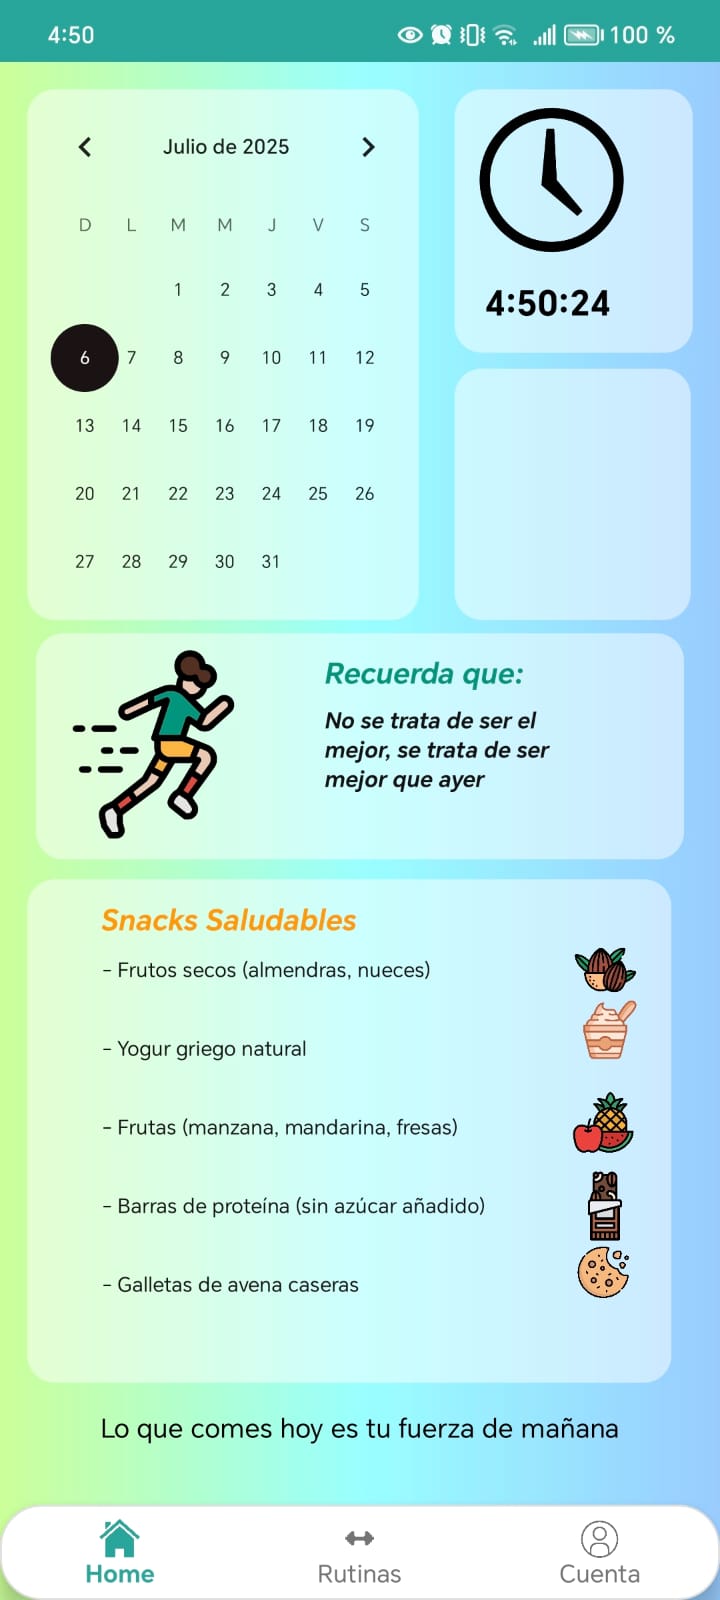 4:50 100 %
Julio de 2025
D L M M J V S
1 2 3 4 5
6 7 8 9 10 11 12
13 14 15 16 17 18 19
20 21 22 23 24 25 26
27 28 29 30 31
4:50:24
Recuerda que:
No se trata de ser el
mejor, se trata de ser
mejor que ayer
Snacks Saludables
- Frutos secos (almendras, nueces)
- Yogur griego natural
- Frutas (manzana, mandarina, fresas)
- Barras de proteína (sin azúcar añadido)
- Galletas de avena caseras
Lo que comes hoy es tu fuerza de mañana
Home Rutinas Cuenta